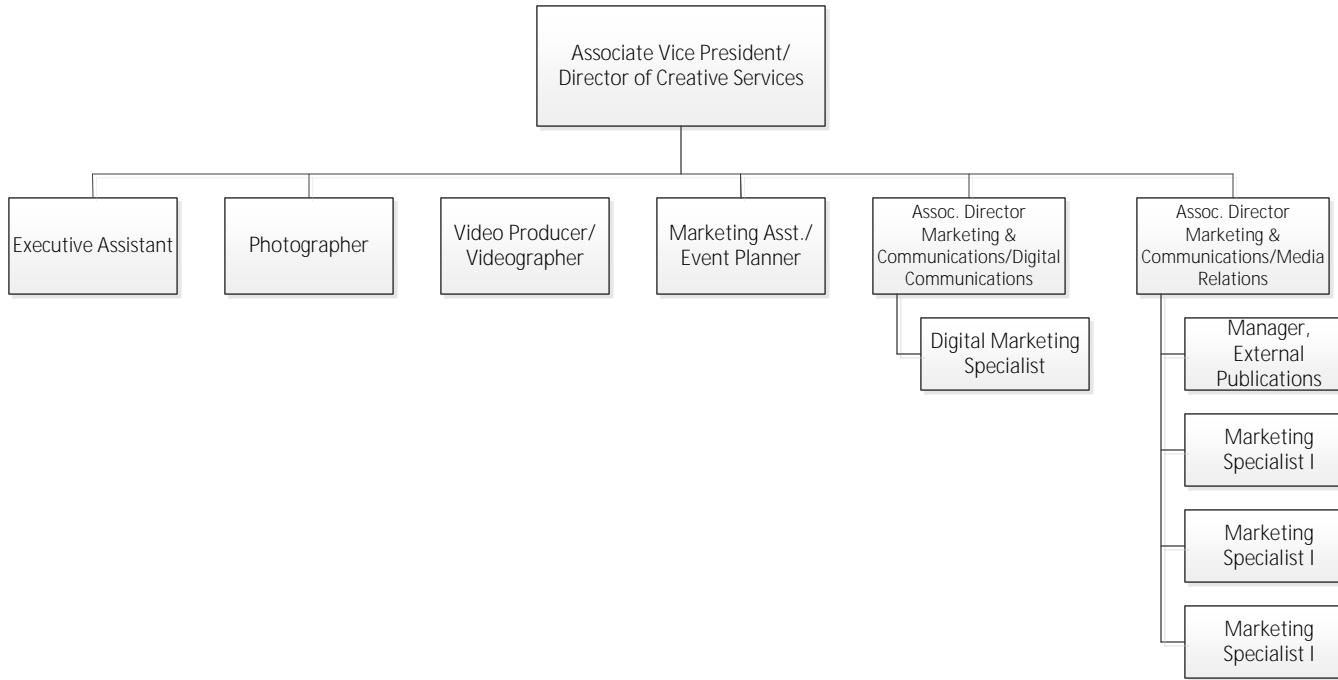 Associate Vice President/
Director of Creative Services
Executive Assistant
Photographer
Video Producer/
Videographer
Marketing Asst./
Event Planner
Assoc. Director
Marketing &
Communications/Digital
Communications
Assoc. Director
Marketing &
Communications/Media
Relations
Digital Marketing
Specialist
Manager,
External
Publications
Marketing
Specialist I
Marketing
Specialist I
Marketing
Specialist I